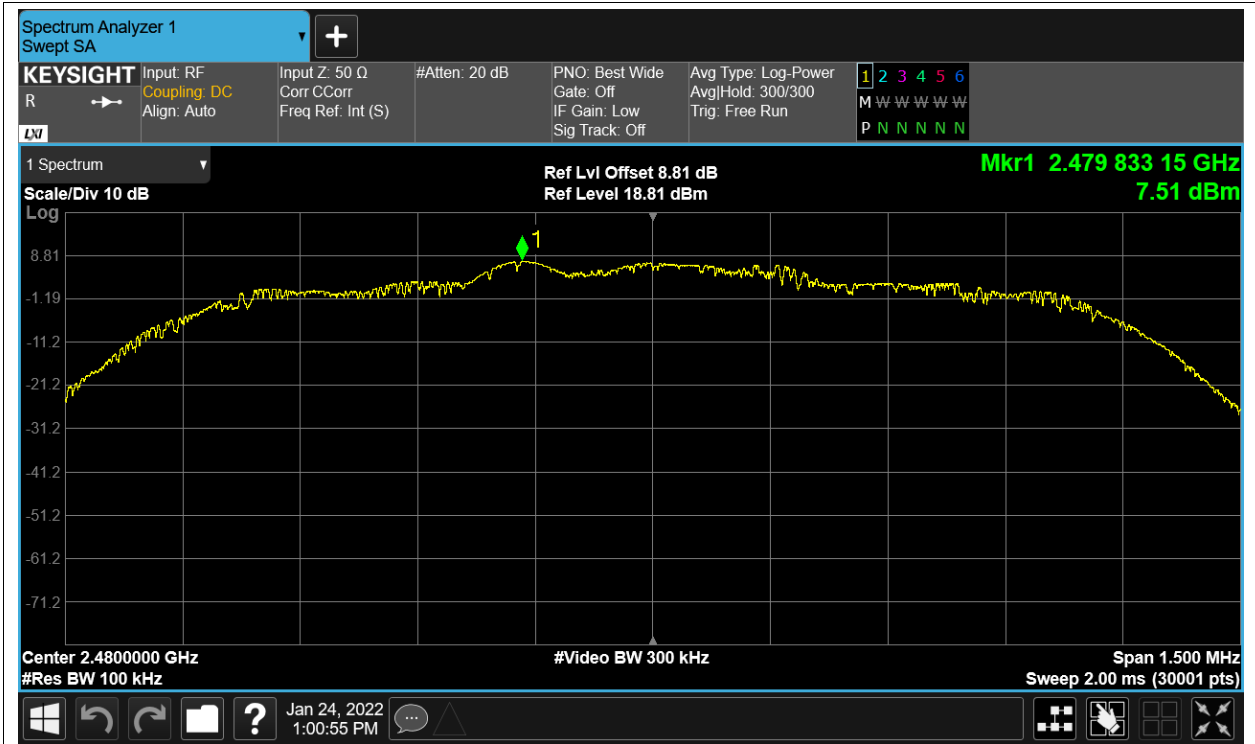 Spectrum Analyzer 1
Swept SA
KEYSIGHT
R
LXI
Input: RF
Coupling: DC
Align: Auto
Input Z: 50 Ω
Corr CCorr
Freq Ref: Int (S)
#Atten: 20 dB
PNO: Best Wide
Gate: Off
IF Gain: Low
Sig Track: Off
Avg Type: Log-Power
Avg|Hold: 300/300
Trig: Free Run
1 2 3 4 5 6
M W W W W W
P N N N N N
1 Spectrum
Scale/Div 10 dB
Log
Ref Lvl Offset 8.81 dB
Ref Level 18.81 dBm
Mkr1 2.479 833 15 GHz
7.51 dBm
1
8.81
-1.19
-11.2
-21.2
-31.2
-41.2
-51.2
-61.2
-71.2
Center 2.4800000 GHz
#Res BW 100 kHz
#Video BW 300 kHz
Span 1.500 MHz
Sweep 2.00 ms (30001 pts)
?
Jan 24, 2022
1:00:55 PM